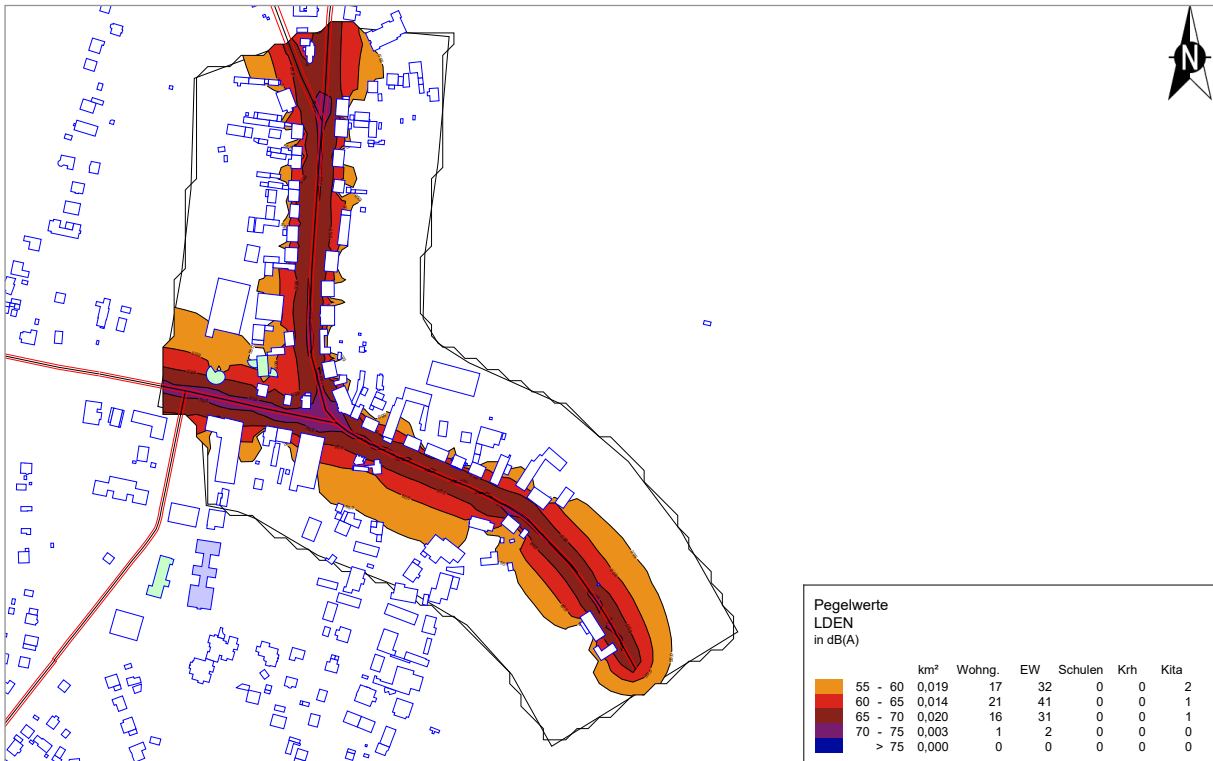 N
Pegelwerte
LDEN
in dB(A)
km² Wohng. EW Schulen Krh Kita
55 - 60 0,019 17 32 0 0 2
60 - 65 0,014 21 41 0 0 1
65 - 70 0,020 16 31 0 0 1
70 - 75 0,003 1 2 0 0 0
> 75 0,000 0 0 0 0 0